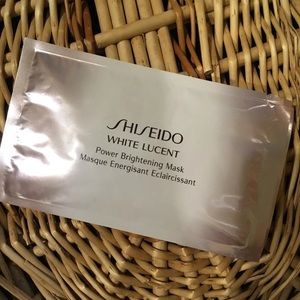 SHISEIDO
WHITE LUCENT
Power Brightening Mask
Masque Energisant Eclaircissant